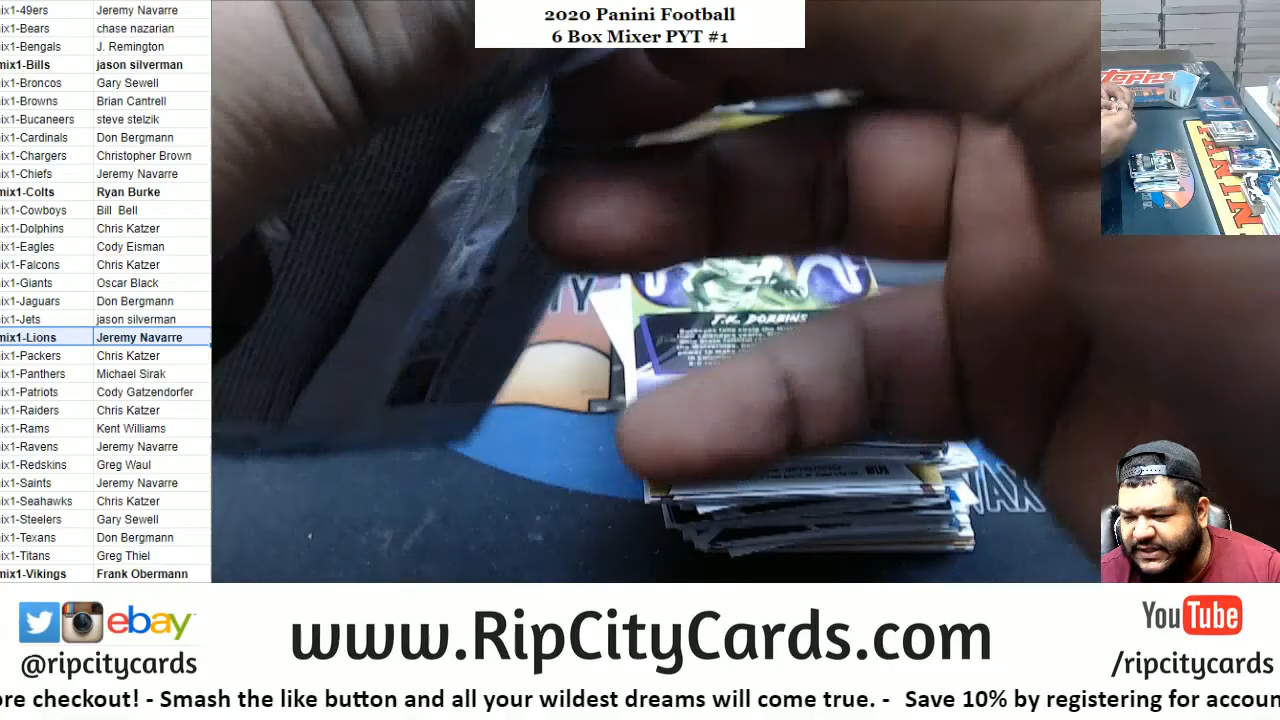 2020 Panini Football
6 Box Mixer PYT #1
ix1-49ers Jeremy Navarre
ix1-Bears chase nazarian
ix1-Bengals J. Remington
mix1-Bills jason silverman
ix1-Broncos Gary Sewell
ix1-Browns Brian Cantrell
ix1-Bucaneers steve stelzik
ix1-Cardinals Don Bergmann
ix1-Chargers Christopher Brown
ix1-Chiefs Jeremy Navarre
mix1-Colts Ryan Burke
ix1-Cowboys Bill Bell
ix1-Dolphins Chris Katzer
ix1-Eagles Cody Eisman
ix1-Falcons Chris Katzer
ix1-Giants Oscar Black
ix1-Jaguars Don Bergmann
ix1-Jets jason silverman
mix1-Lions Jeremy Navarre
ix1-Packers Chris Katzer
ix1-Panthers Michael Sirak
ix1-Patriots Cody Gatzendorfer
ix1-Raiders Chris Katzer
ix1-Rams Kent Williams
ix1-Ravens Jeremy Navarre
ix1-Redskins Greg Waul
ix1-Saints Jeremy Navarre
ix1-Seahawks Chris Katzer
ix1-Steelers Gary Sewell
ix1-Texans Don Bergmann
ix1-Titans Greg Thiel
mix1-Vikings Frank Obermann
TOPPS
J.K. DOBBINS
WAX
ebay
@ripcitycards
www.RipCityCards.com
YouTube
/ripcitycards
ore checkout! - Smash the like button and all your wildest dreams will come true. - Save 10% by registering for accoun